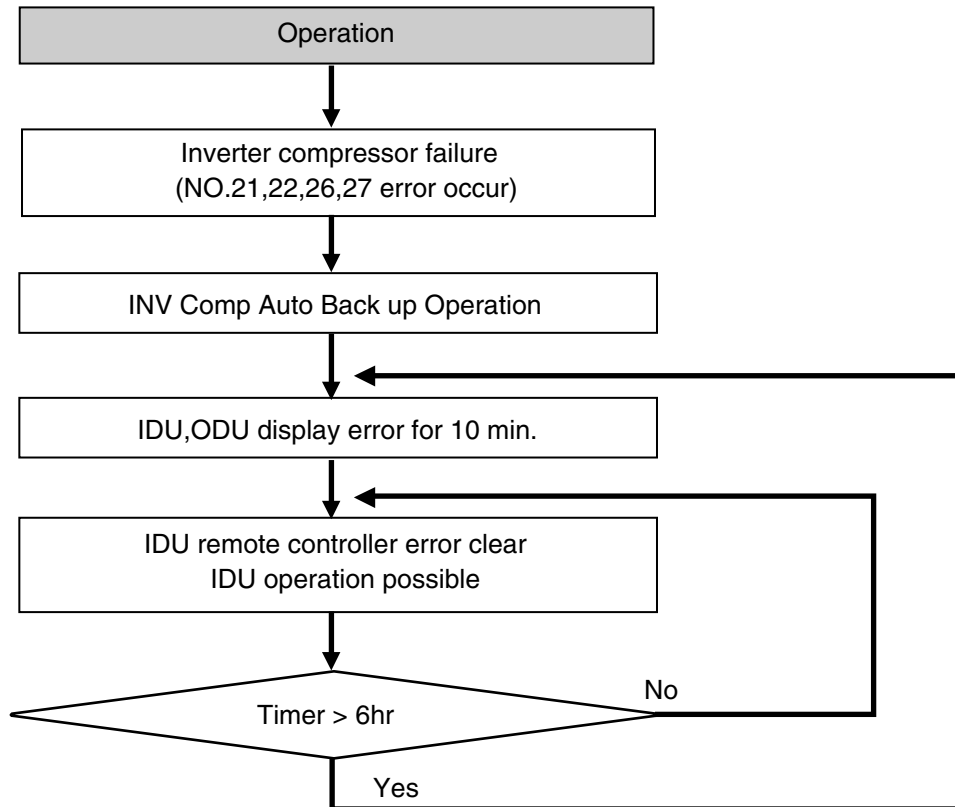 Operation
Inverter compressor failure
(NO.21,22,26,27 error occur)
INV Comp Auto Back up Operation
IDU,ODU display error for 10 min.
IDU remote controller error clear
IDU operation possible
Timer > 6hr
No
Yes